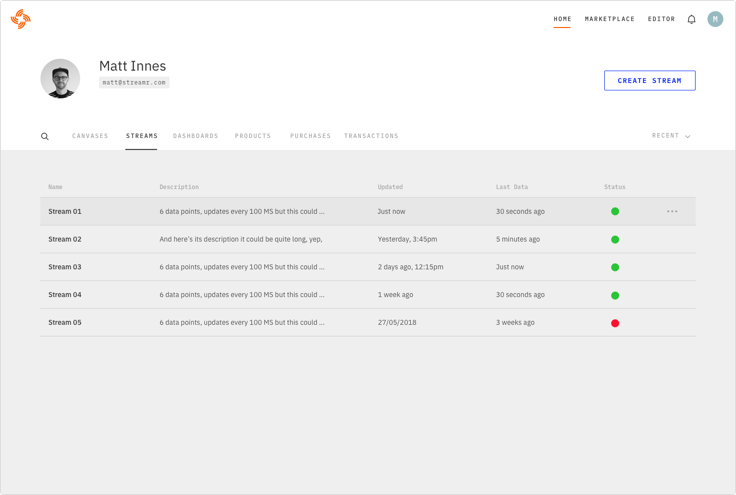 HOME MARKETPLACE EDITOR M
Matt Innes
matt@streamr.com
CREATE STREAM
CANVASES STREAMS DASHBOARDS PRODUCTS PURCHASES TRANSACTIONS RECENT
Name Description Updated Last Data Status
Stream 01 6 data points, updates every 100 MS but this could ... Just now 30 seconds ago
Stream 02 And here's its description it could be quite long, yep, Yesterday, 3:45pm 5 minutes ago
Stream 03 6 data points, updates every 100 MS but this could ... 2 days ago, 12:15pm Just now
Stream 04 6 data points, updates every 100 MS but this could ... 1 week ago 30 seconds ago
Stream 05 6 data points, updates every 100 MS but this could ... 27/05/2018 3 weeks ago